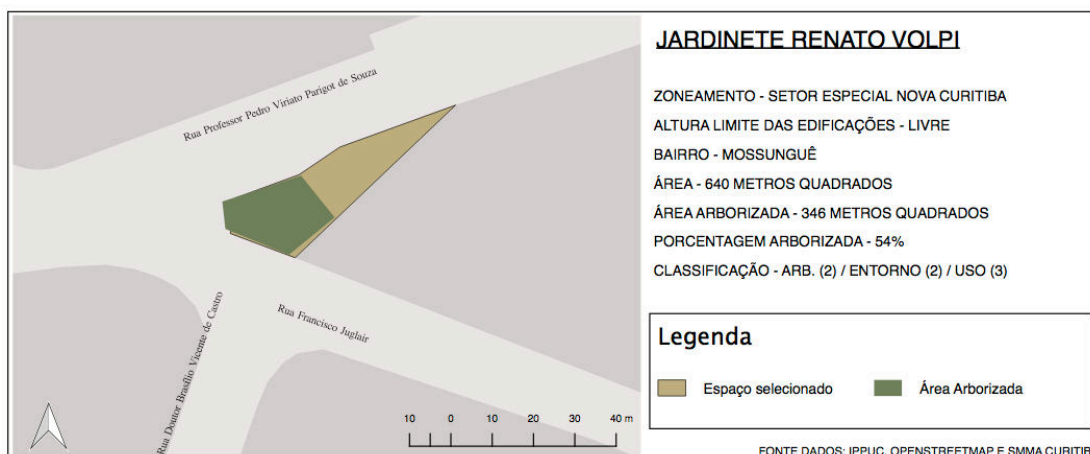 JARDINETE RENATO VOLPI
ZONEAMENTO - SETOR ESPECIAL NOVA CURITIBA
ALTURA LIMITE DAS EDIFICAÇÕES - LIVRE
BAIRRO - MOSSUNGUÊ
ÁREA - 640 METROS QUADRADOS
ÁREA ARBORIZADA - 346 METROS QUADRADOS
PORCENTAGEM ARBORIZADA - 54%
CLASSIFICAÇÃO - ARB. (2) / ENTORNO (2) / USO (3)
Rua Professor Pedro Viriato Parigot de Souza
Rua Francisco Juglair
Rua Doutor Brasílio Vicente de Castro
10 0 10 20 30 40 m
Legenda
Espaço selecionado
Área Arborizada
FONTE DADOS: IPPUC, OPENSTREETMAP E SMMA CURITIB